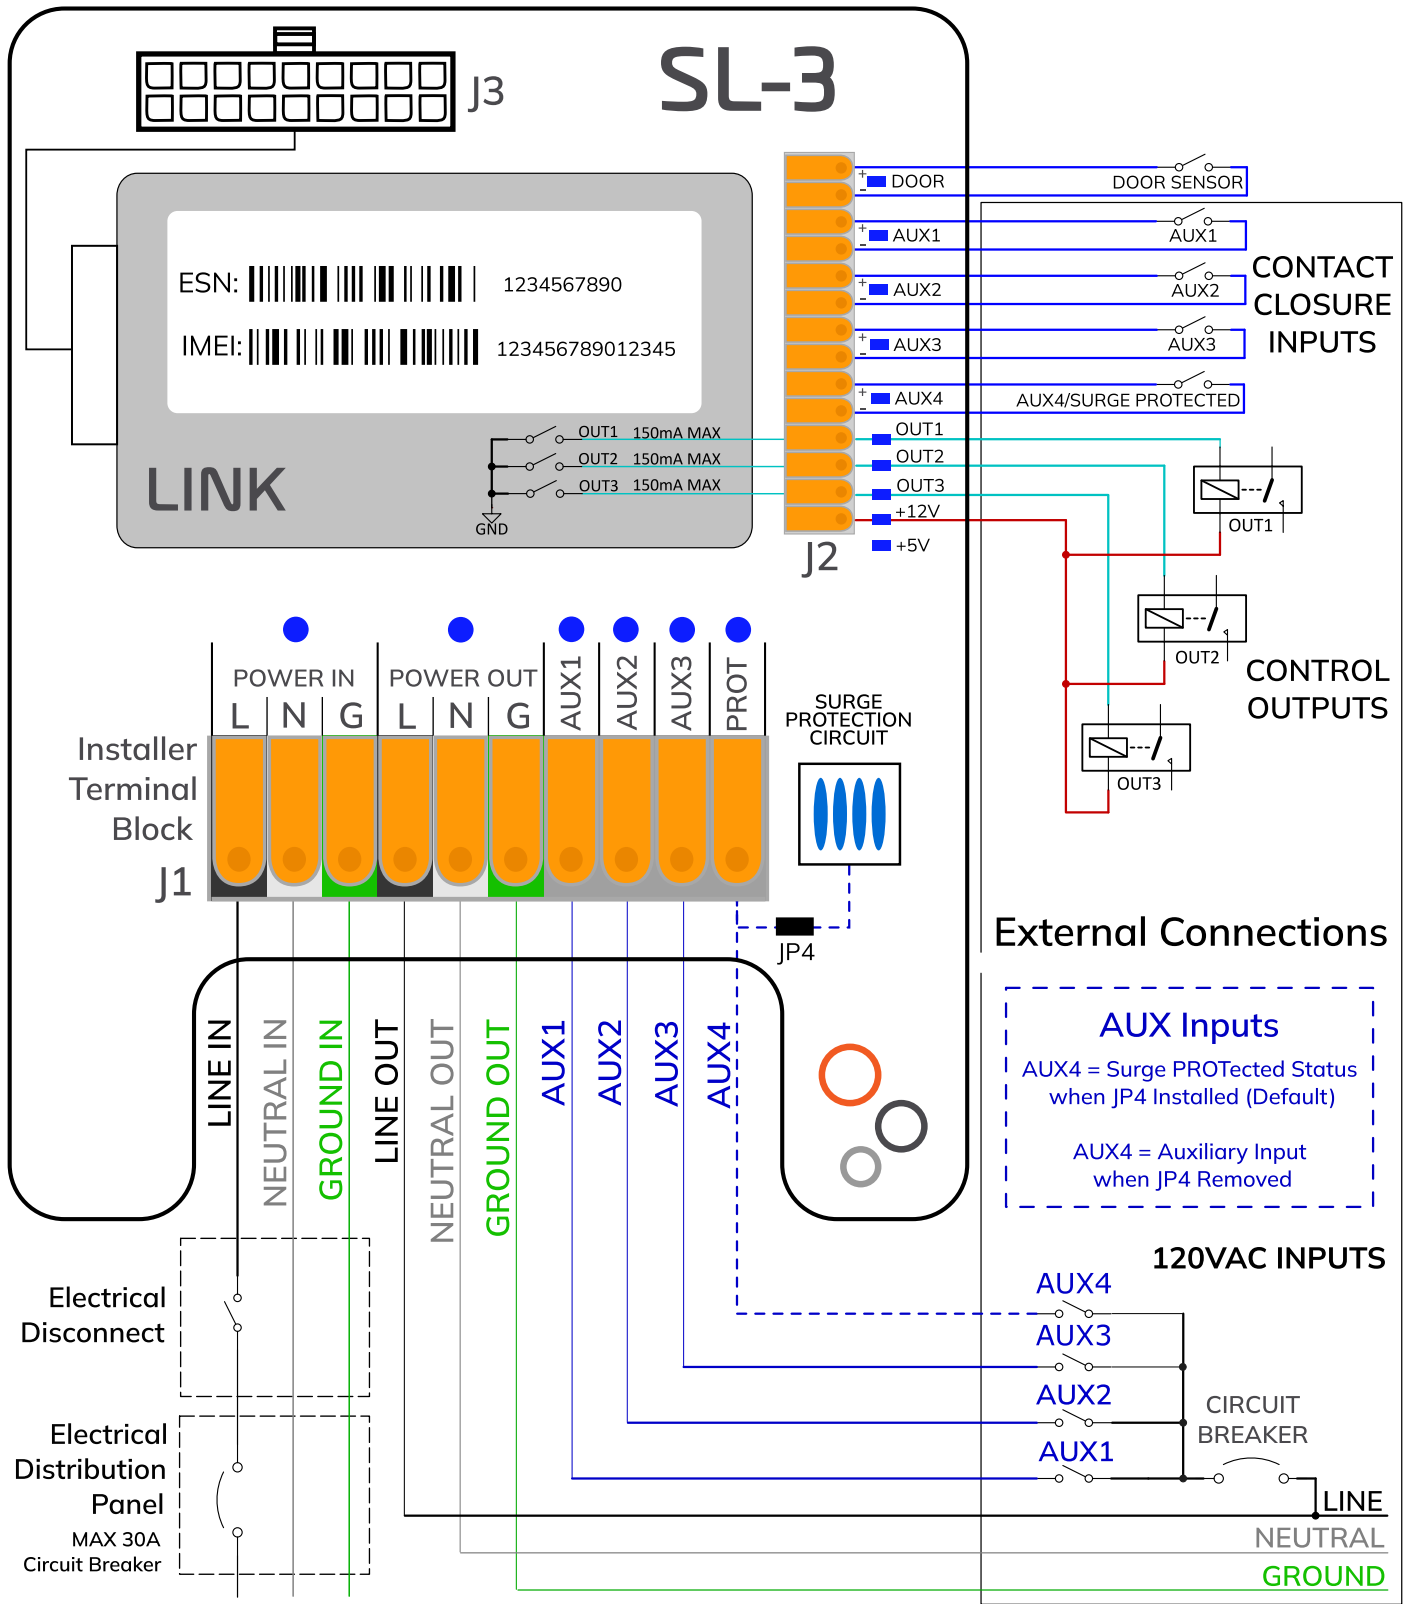 SL-3
J3
ESN:
1234567890
IMEI:
123456789012345
OUT1 150mA MAX
OUT2 150mA MAX
OUT3 150mA MAX
GND
LINK
+
-
DOOR
DOOR SENSOR
+
-
AUX1
AUX1
+
-
AUX2
AUX2
+
-
AUX3
AUX3
+
-
AUX4
AUX4/SURGE PROTECTED
OUT1
OUT2
OUT3
+12V
+5V
J2
CONTACT
CLOSURE
INPUTS
OUT1
OUT2
OUT3
CONTROL
OUTPUTS
POWER IN
L N G
POWER OUT
L N G
AUX1
AUX2
AUX3
PROT
SURGE
PROTECTION
CIRCUIT
Installer
Terminal
Block
J1
JP4
External Connections
LINE IN
NEUTRAL IN
GROUND IN
LINE OUT
NEUTRAL OUT
GROUND OUT
AUX1
AUX2
AUX3
AUX4
AUX Inputs
AUX4 = Surge PROTected Status
when JP4 Installed (Default)
AUX4 = Auxiliary Input
when JP4 Removed
120VAC INPUTS
AUX4
AUX3
AUX2
AUX1
CIRCUIT
BREAKER
LINE
NEUTRAL
GROUND
Electrical
Disconnect
Electrical
Distribution
Panel
MAX 30A
Circuit Breaker